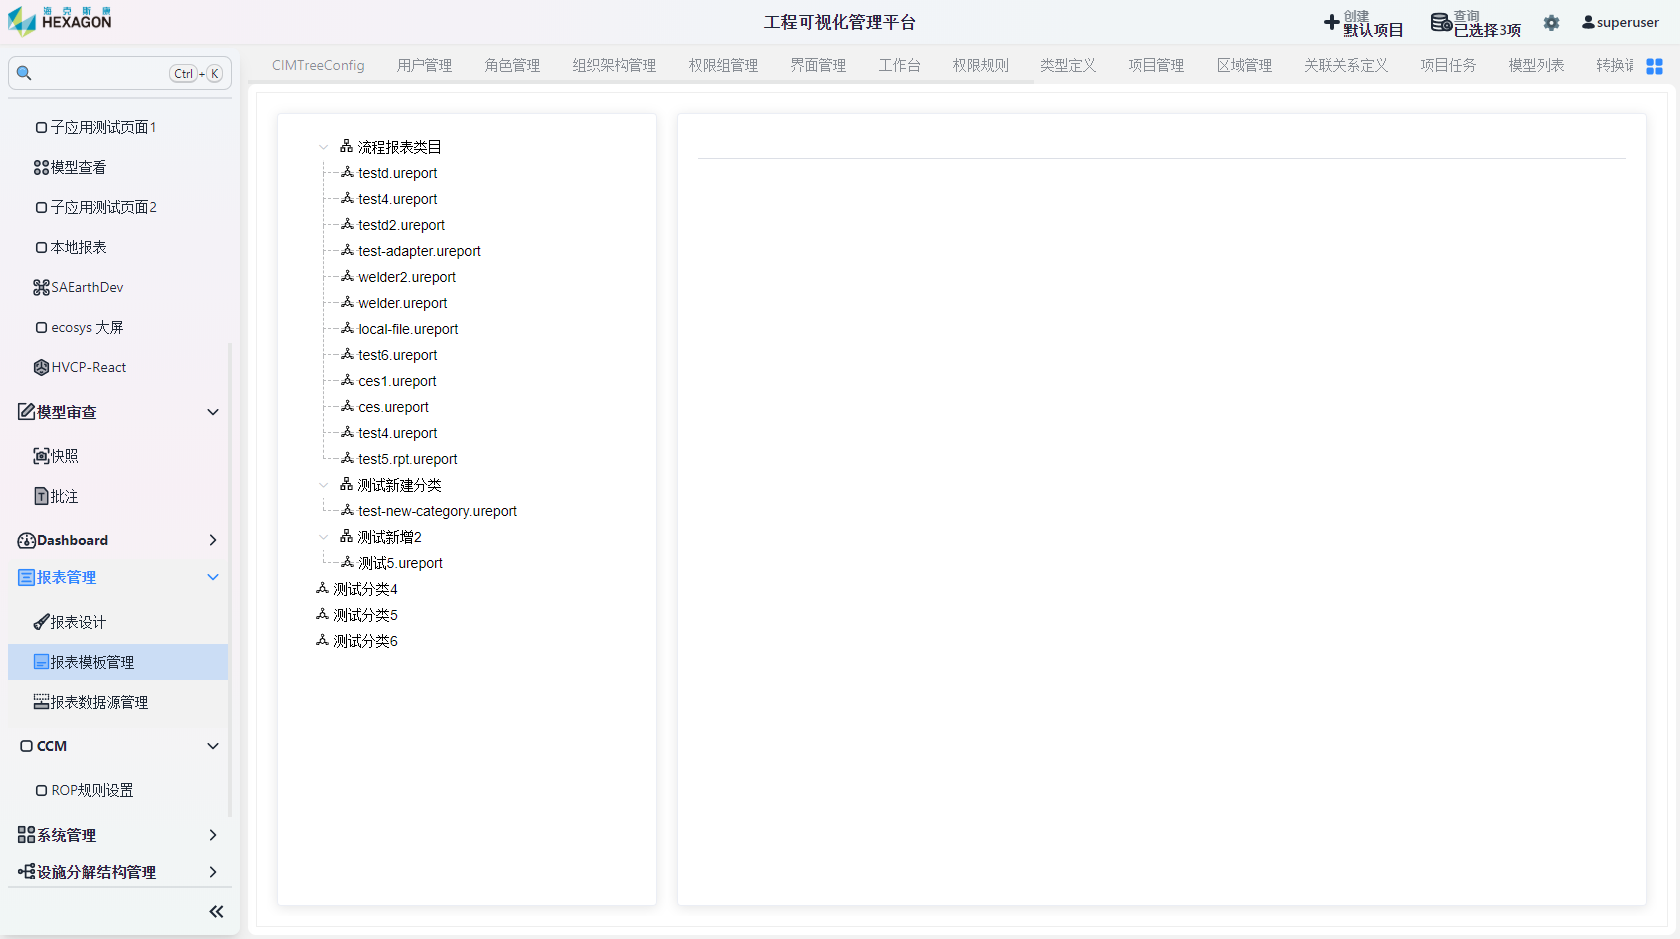 海克斯康
HEXAGON
工程可视化管理平台
创建
默认项目
查询
已选择3项
superuser
Ctrl + K
CIMTreeConfig 用户管理 角色管理 组织架构管理 权限组管理 界面管理 工作台 权限规则 类型定义 项目管理 区域管理 关联关系定义 项目任务 模型列表 转换
子应用测试页面1
模型查看
子应用测试页面2
本地报表
SAEarthDev
ecosys 大屏
HVCP-React
模型审查
快照
批注
Dashboard
报表管理
报表设计
报表模板管理
报表数据源管理
CCM
ROP规则设置
系统管理
设施分解结构管理
流程报表类目
testd.ureport
test4.ureport
testd2.ureport
test-adapter.ureport
welder2.ureport
welder.ureport
local-file.ureport
test6.ureport
ces1.ureport
ces.ureport
test4.ureport
test5.rpt.ureport
测试新建分类
test-new-category.ureport
测试新增2
测试5.ureport
测试分类4
测试分类5
测试分类6